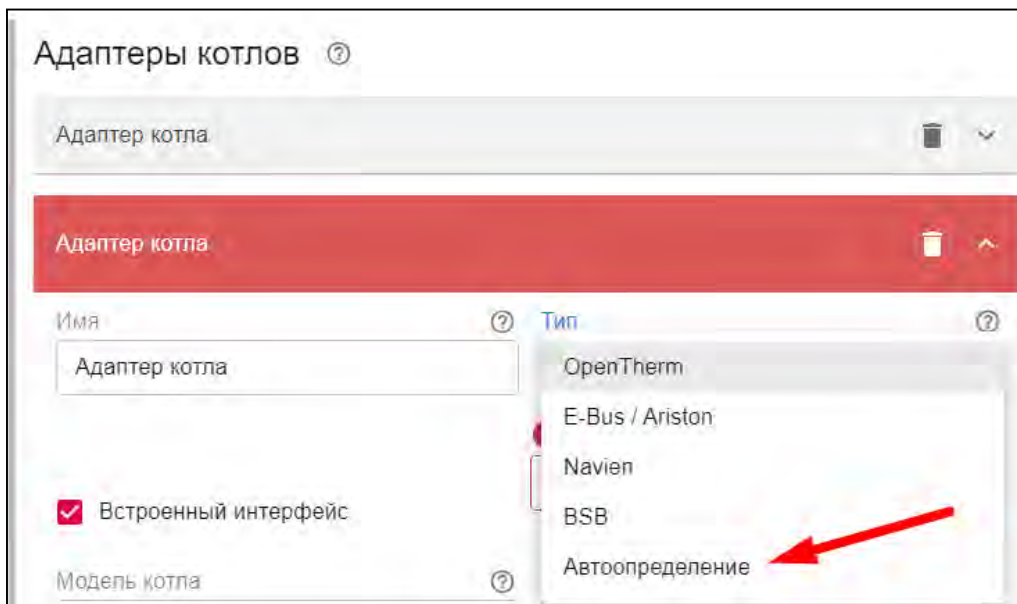 Адаптеры котлов
Адаптер котла
Адаптер котла
Имя
Тип
Адаптер котла
OpenTherm
E-Bus / Ariston
Navien
BSB
Встроенный интерфейс
Автоопределение
Модель котла